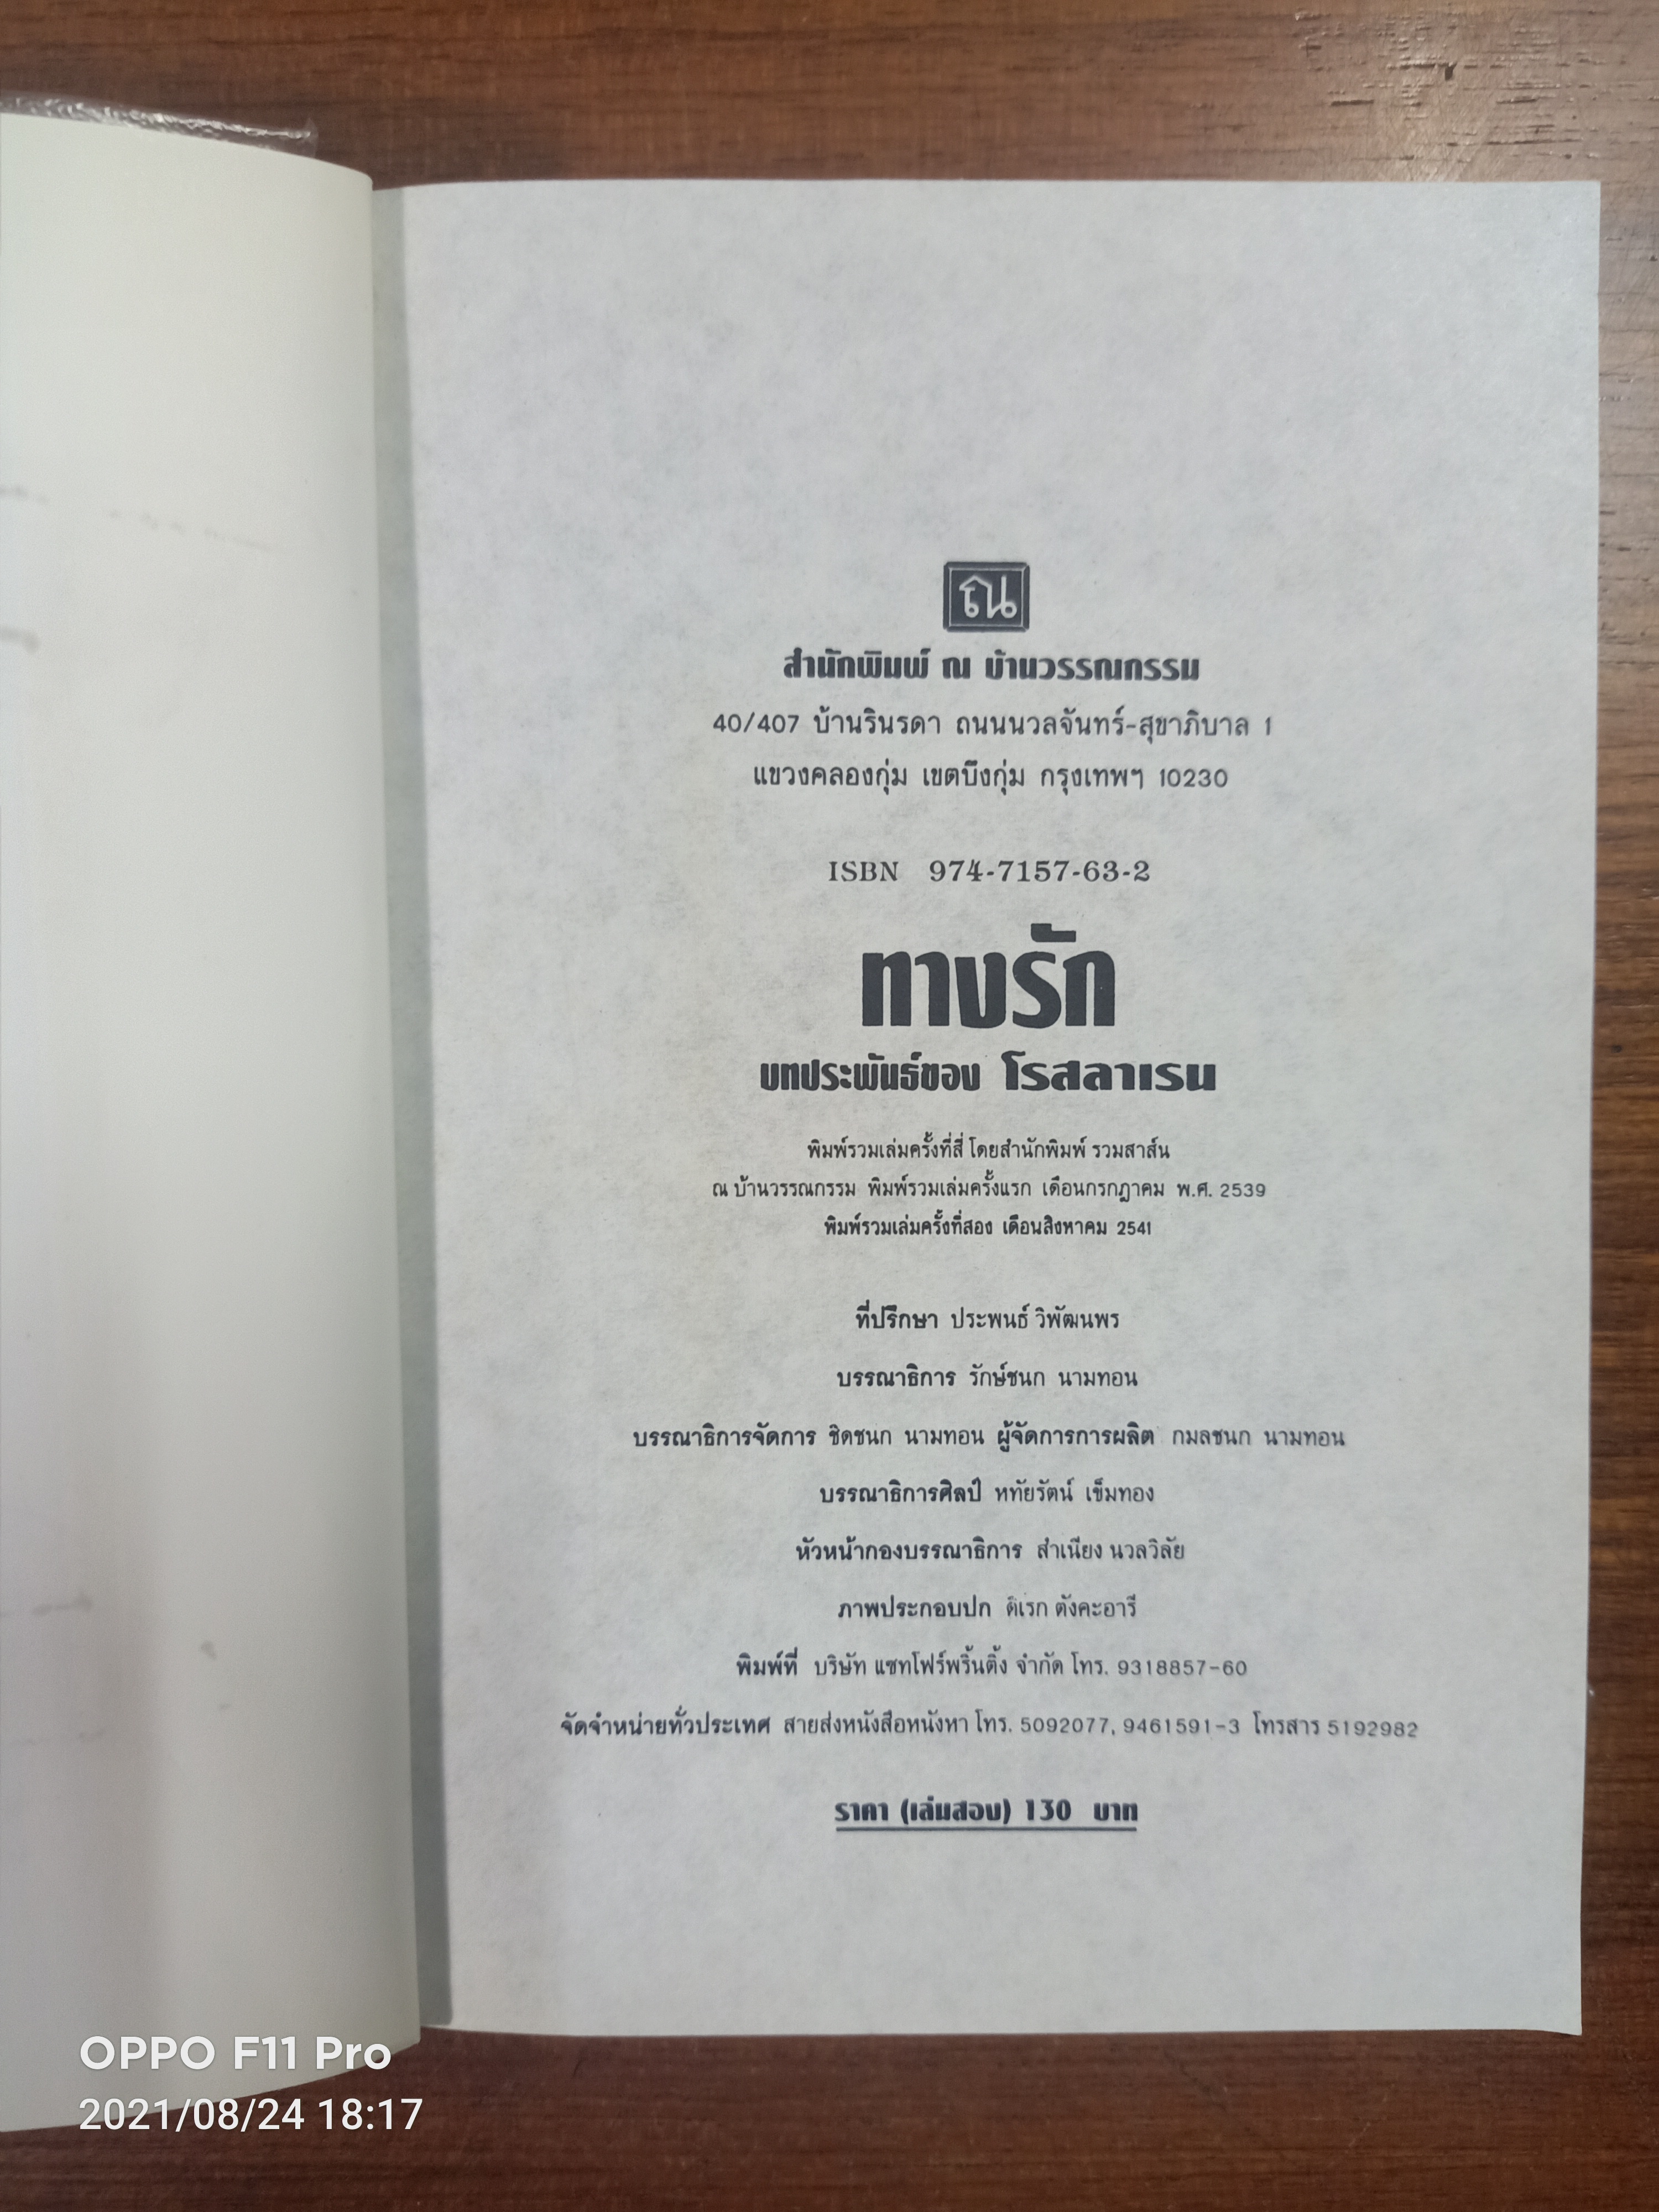 ณ
สำนักพิมพ์ ณ บ้านวรรณกรรม
40/407 บ้านรินรดา ถนนนวลจันทร์-สุขาภิบาล 1
แขวงคลองกุ่ม เขตบึงกุ่ม กรุงเทพฯ 10230
ISBN 974-7157-63-2
ทางรัก
บทประพันธ์ของ โรสลาเรน
พิมพ์รวมเล่มครั้งที่สี่ โดยสำนักพิมพ์ รวมสาส์น
ณ บ้านวรรณกรรม พิมพ์รวมเล่มครั้งแรก เดือนกรกฎาคม พ.ศ. 2539
พิมพ์รวมเล่มครั้งที่สอง เดือนสิงหาคม 2541
ที่ปรึกษา ประพนธ์ วิพัฒนพร
บรรณาธิการ รักษ์ชนก นามทอน
บรรณาธิการจัดการ ชิดชนก นามทอน ผู้จัดการการผลิต กมลชนก นามทอน
บรรณาธิการศิลป์ หทัยรัตน์ เข็มทอง
หัวหน้ากองบรรณาธิการ สำเนียง นวลวิลัย
ภาพประกอบปก ดิเรก ตังคะอารี
พิมพ์ที่ บริษัท แซทโฟร์พริ้นติ้ง จำกัด โทร. 9318857-60
จัดจำหน่ายทั่วประเทศ สายส่งหนังสือหนังหา โทร. 5092077, 9461591-3 โทรสาร 5192982
ราคา (เล่มสอง) 130 บาท
OPPO F11 Pro
2021/08/24 18:17